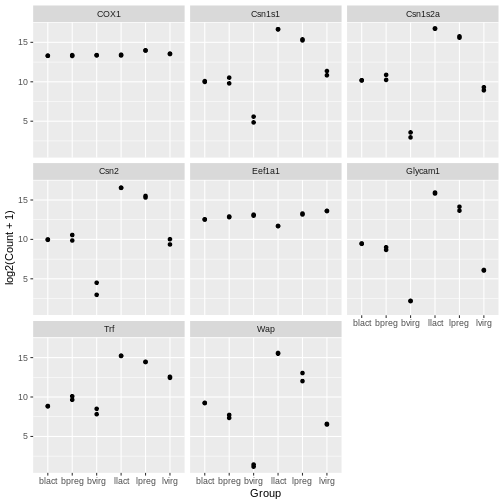 COX1 Csn1s1 Csn1s2a
15
10
5
Csn2 Eef1a1 Glycam1
15
10
5
blact bpreg bvirg llact lpreg lvirg
Trf Wap
15
10
5
blact bpreg bvirg llact lpreg lvirg blact bpreg bvirg llact lpreg lvirg
Group
log2(Count + 1)